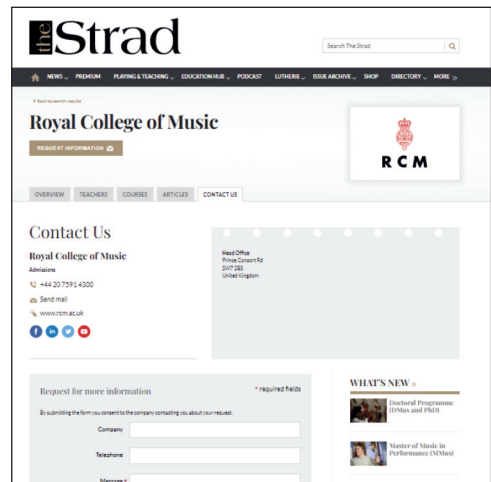 the Strad
Search The Strad
NEWS PREMIUM PLAYING & TEACHING EDUCATION HUB PODCAST LUTHERIE ISSUE ARCHIVE SHOP DIRECTORY MORE »
Back to search results
Royal College of Music
REQUEST INFORMATION
RCM
OVERVIEW TEACHERS COURSES ARTICLES CONTACT US
Contact Us
Royal College of Music
Admissions
+44 20 7591 4300
Send mail
www.rcm.ac.uk
Head Office
Prince Consort Rd
SW7 2BS
United Kingdom
Request for more information
* required fields
By submitting the form you consent to the company contacting you about your request.
Company
Telephone
Message *
WHAT'S NEW »
Doctoral Programme
(DMus and PhD)
Master of Music in
Performance (MMus)